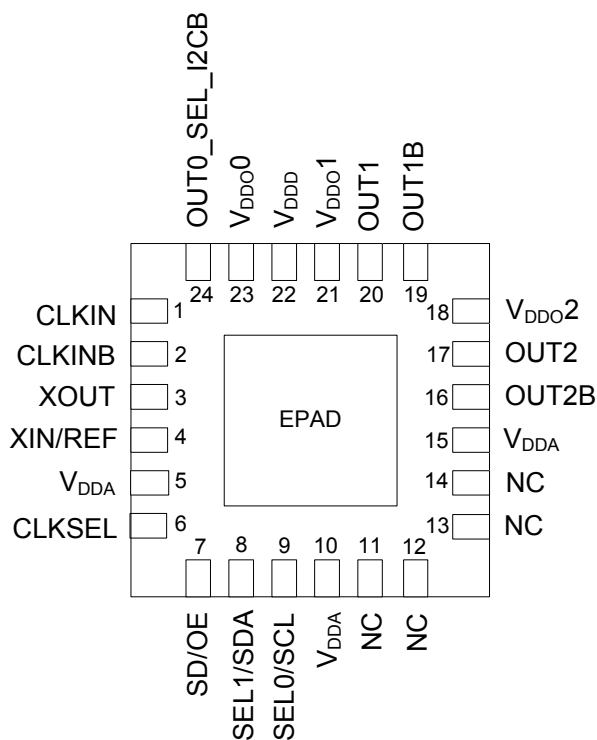 OUT0_SEL_I2CB
VDDO0
VDDD
VDDO1
OUT1
OUT1B
24
23
22
21
20
19
CLKIN
1
CLKINB
2
XOUT
3
XIN/REF
4
VDDA
5
CLKSEL
6
EPAD
18
VDDO2
17
OUT2
16
OUT2B
15
VDDA
14
NC
13
NC
7
8
9
10
11
12
SD/OE
SEL1/SDA
SEL0/SCL
VDDA
NC
NC